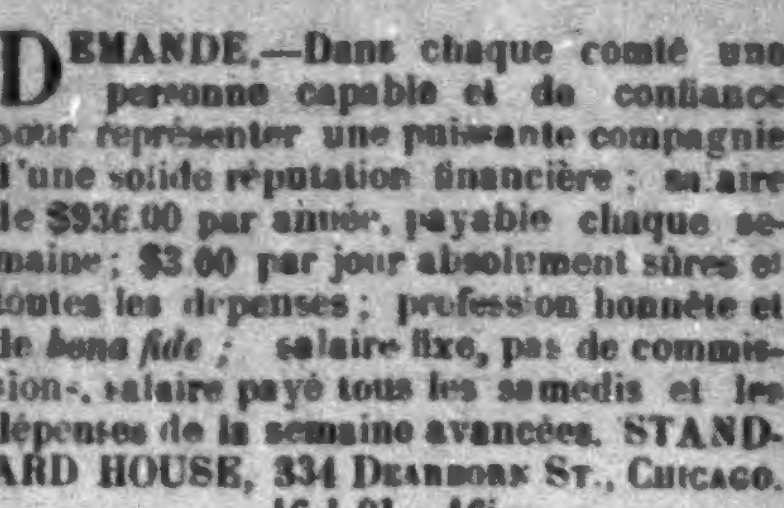 DEMANDE.—Dans chaque comté une
personne capable et de confiance
pour représenter une puissante compagnie
d'une solide réputation financière ; salaire
de $936.00 par année, payable chaque se-
maine ; $3.00 par jour absolument sûres et
toutes les dépenses ; profession honnête et
de bona fide ; salaire fixe, pas de commis-
sion-, salaire payé tous les samedis et les
dépenses de la semaine avancées. STAND-
ARD HOUSE, 334 DEARBORN ST., CHICAGO.